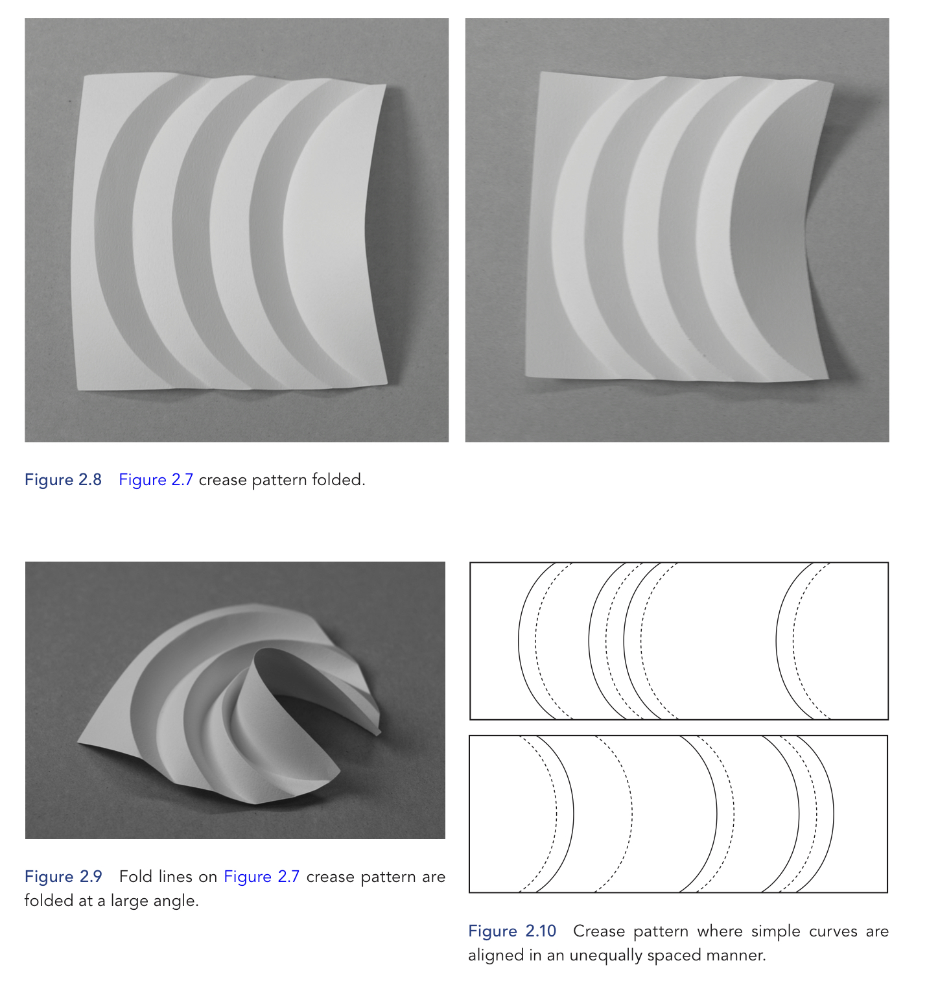 Figure 2.8 Figure 2.7 crease pattern folded.
Figure 2.9 Fold lines on Figure 2.7 crease pattern are
folded at a large angle.
Figure 2.10 Crease pattern where simple curves are
aligned in an unequally spaced manner.